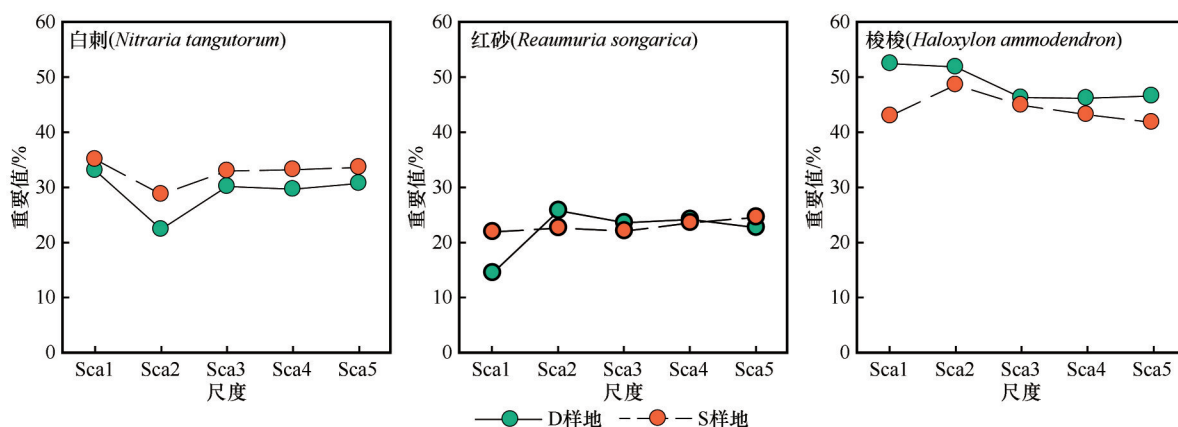 白刺(Nitraria tangutorum)
重要值/%
60
50
40
30
20
10
0
Sca1 Sca2 Sca3 Sca4 Sca5
尺度
红砂(Reaumuria songarica)
重要值/%
60
50
40
30
20
10
0
Sca1 Sca2 Sca3 Sca4 Sca5
尺度
梭梭(Haloxylon ammodendron)
重要值/%
60
50
40
30
20
10
0
Sca1 Sca2 Sca3 Sca4 Sca5
尺度
D样地 S样地